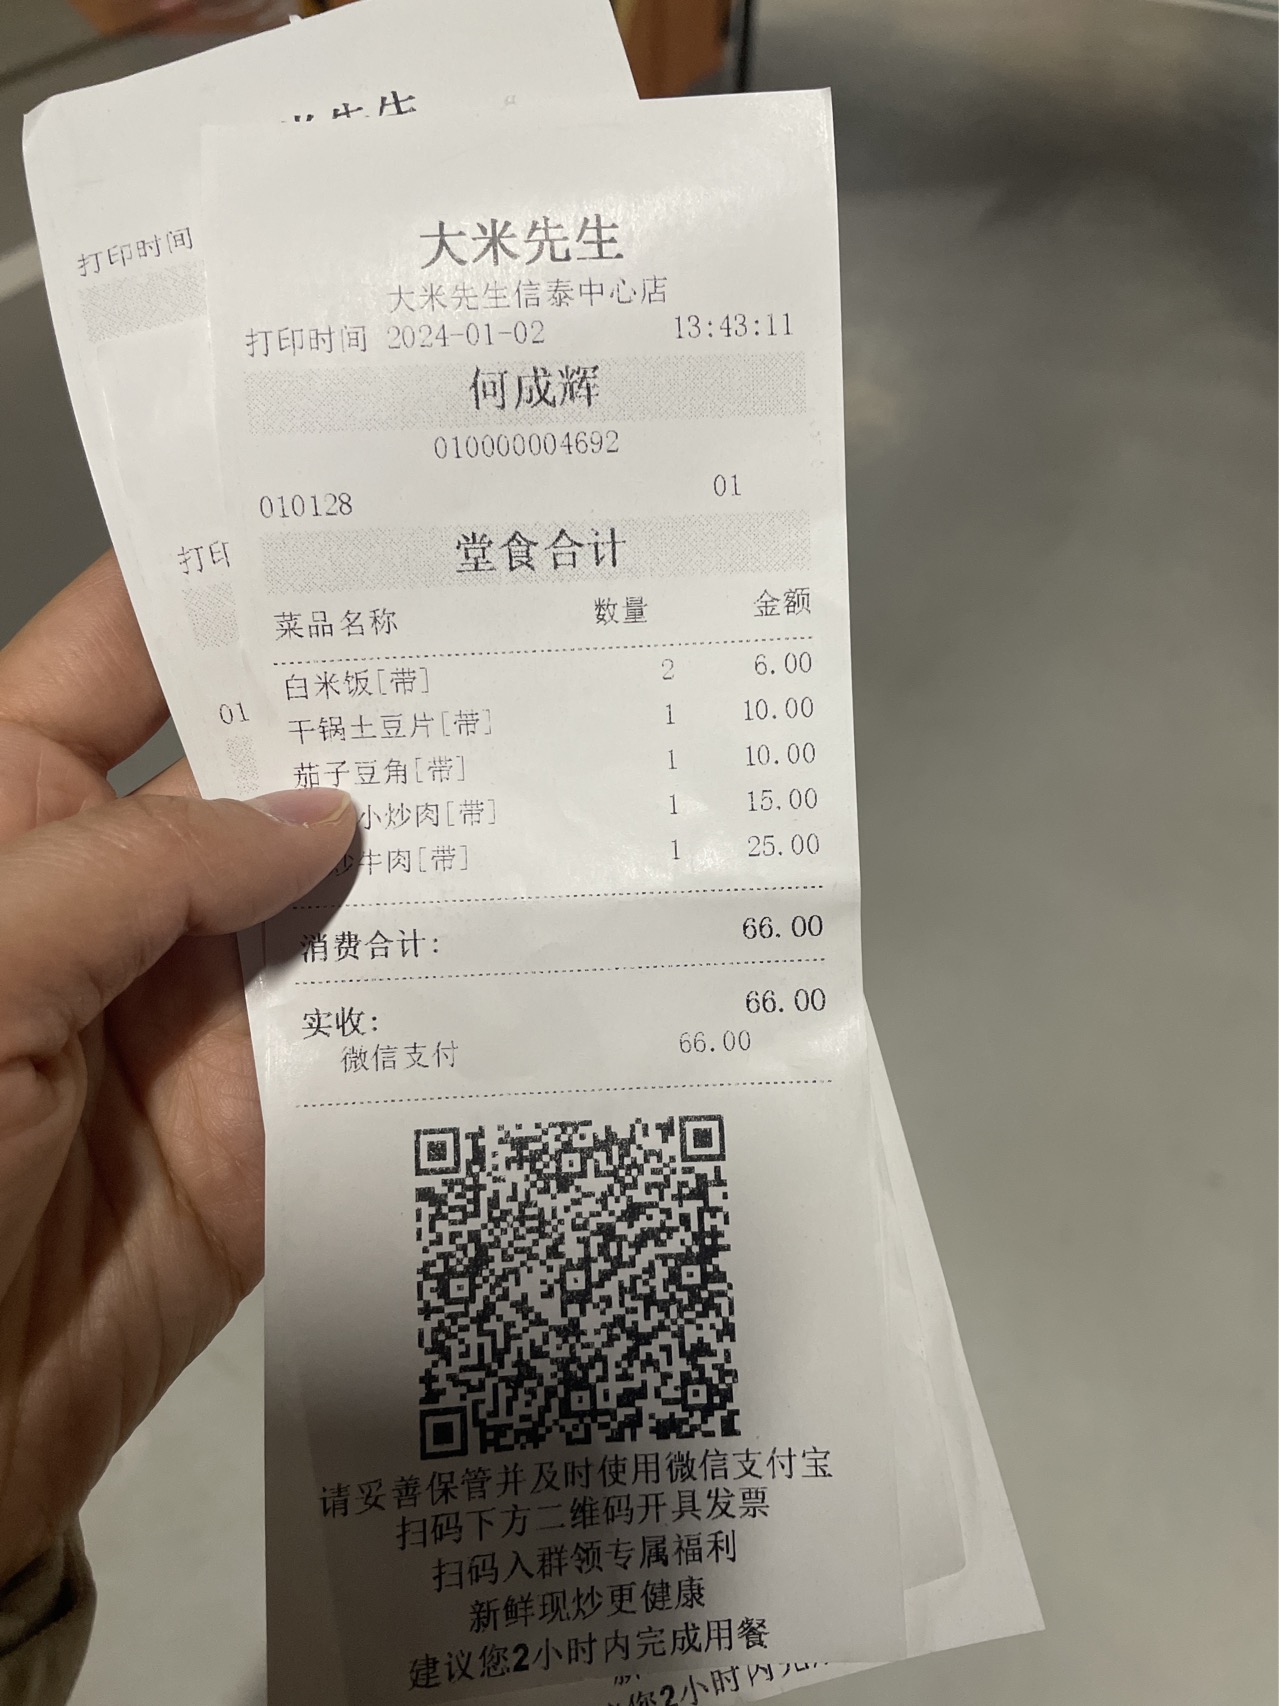 打印时间
打印
01
大米先生
大米先生信泰中心店
打印时间 2024-01-02 13:43:11
何成辉
010000004692
010128 01
堂食合计
菜品名称 数量 金额
白米饭[带] 2 6.00
干锅土豆片[带] 1 10.00
茄子豆角[带] 1 10.00
小炒肉[带] 1 15.00
炒牛肉[带] 1 25.00
消费合计: 66.00
实收: 66.00
微信支付 66.00
请妥善保管并及时使用微信支付宝
扫码下方二维码开具发票
扫码入群领专属福利
新鲜现炒更健康
建议您2小时内完成用餐
您2小时内完